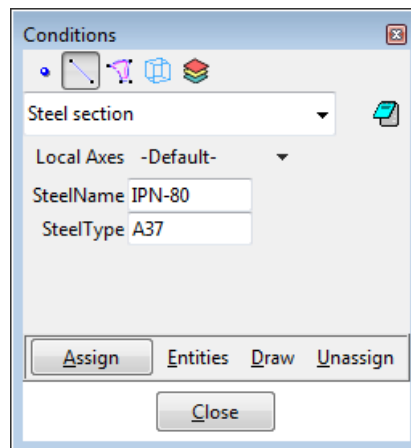 Conditions
Steel section
Local Axes -Default-
SteelName IPN-80
SteelType A37
Assign Entities Draw Unassign
Close